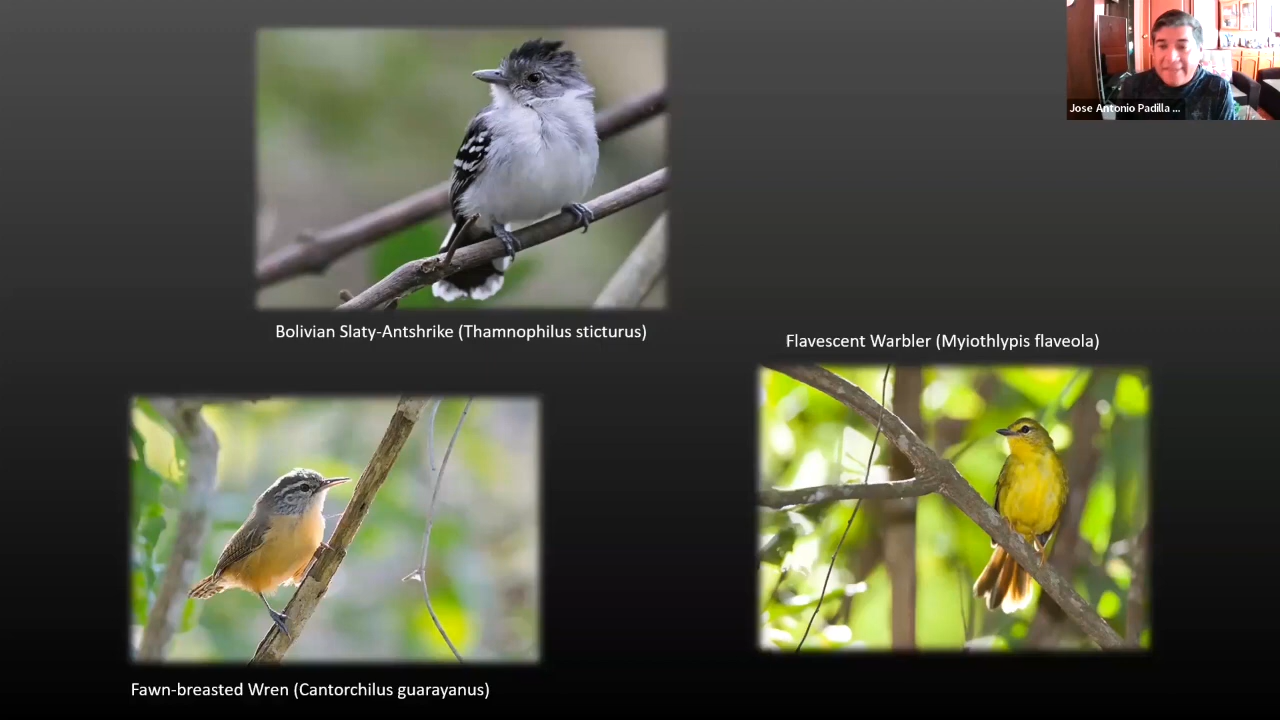 Jose Antonio Padilla ...
Bolivian Slaty-Antshrike (Thamnophilus sticturus)
Flavescent Warbler (Myiothlypis flaveola)
Fawn-breasted Wren (Cantorchilus guarayanus)